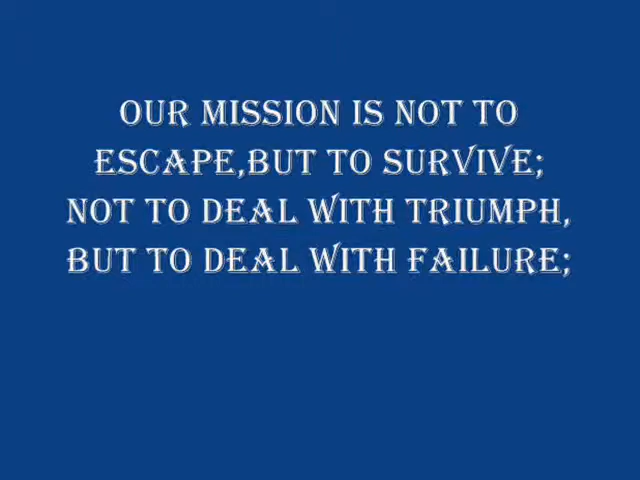 OUR MISSION IS NOT TO
ESCAPE,BUT TO SURVIVE;
NOT TO DEAL WITH TRIUMPH,
BUT TO DEAL WITH FAILURE;